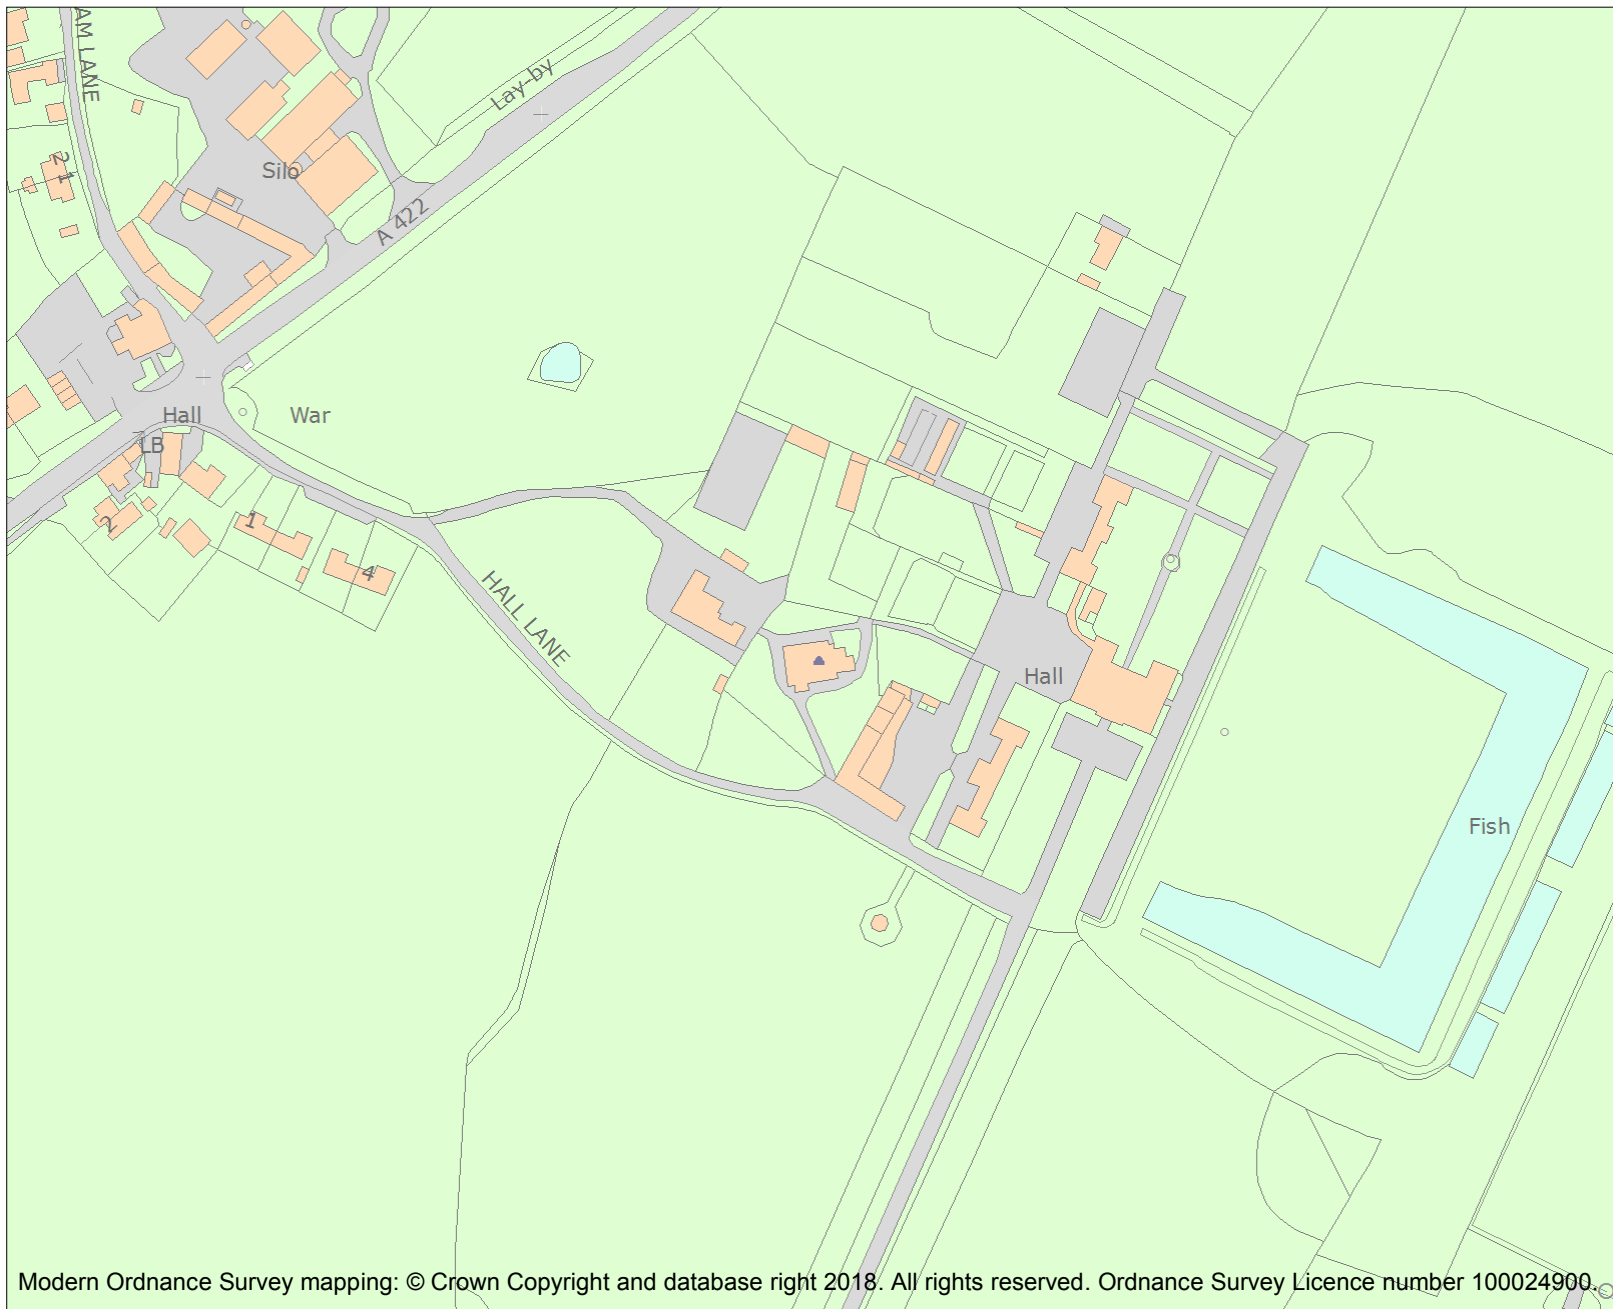 AM LANE
Lay-by
21
Silo
A 422
Hall
War
LB
2
1
4
HALL LANE
Hall
Fish
Modern Ordnance Survey mapping: © Crown Copyright and database right 2018. All rights reserved. Ordnance Survey Licence number 100024900.